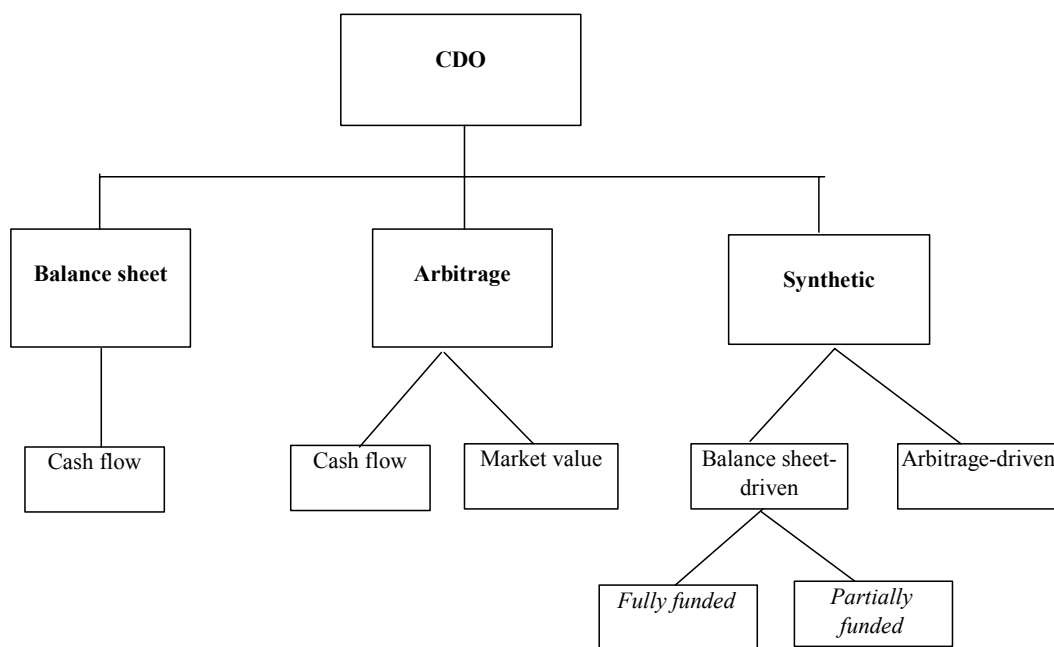 CDO
Balance sheet
Arbitrage
Synthetic
Cash flow
Cash flow
Market value
Balance sheet-
driven
Arbitrage-driven
Fully funded
Partially
funded